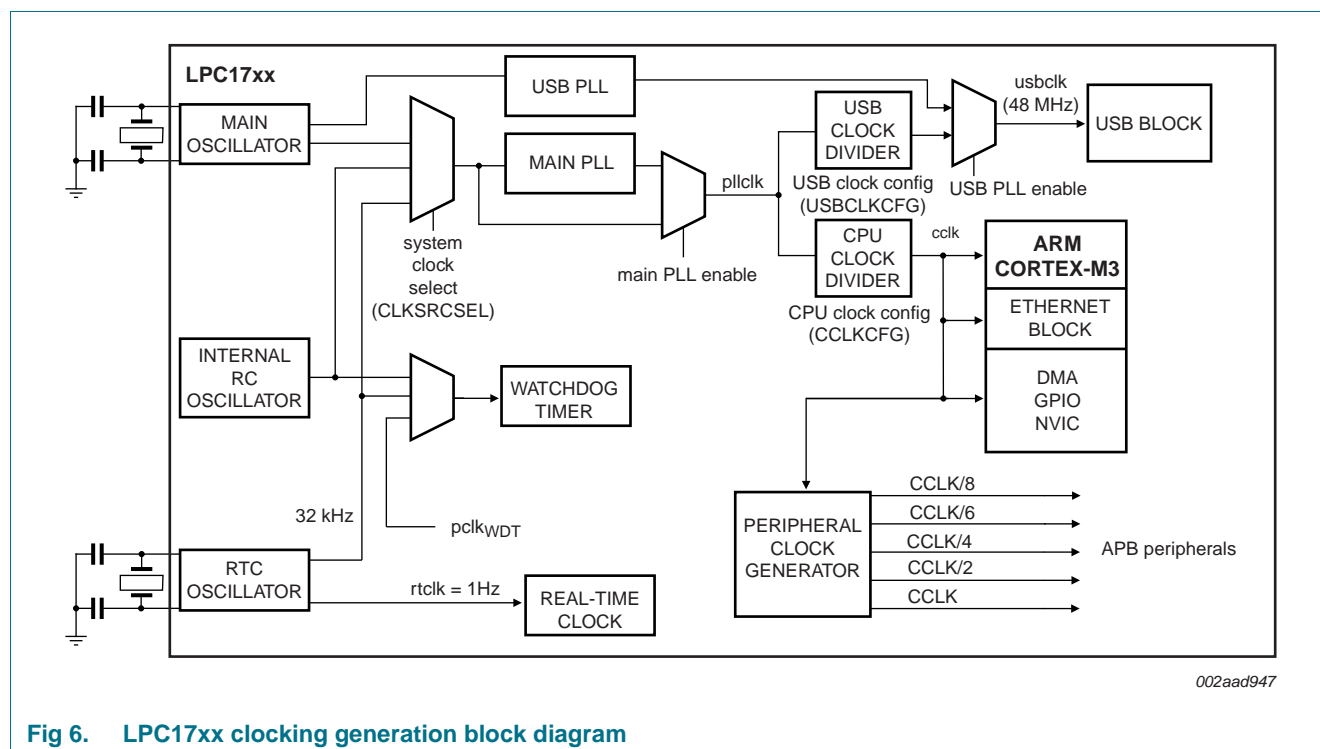 LPC17xx
MAIN
OSCILLATOR
USB PLL
MAIN PLL
system
clock
select
(CLKSRCSEL)
main PLL enable
pllclk
USB
CLOCK
DIVIDER
USB clock config
(USBCLKCFG)
usbclk
(48 MHz)
USB BLOCK
USB PLL enable
CPU
CLOCK
DIVIDER
CPU clock config
(CCLKCFG)
cclk
ARM
CORTEX-M3
ETHERNET
BLOCK
DMA
GPIO
NVIC
INTERNAL
RC
OSCILLATOR
WATCHDOG
TIMER
pclkWDT
32 kHz
RTC
OSCILLATOR
rtclk = 1Hz
REAL-TIME
CLOCK
PERIPHERAL
CLOCK
GENERATOR
CCLK/8
CCLK/6
CCLK/4
CCLK/2
CCLK
APB peripherals
002aad947
Fig 6. LPC17xx clocking generation block diagram